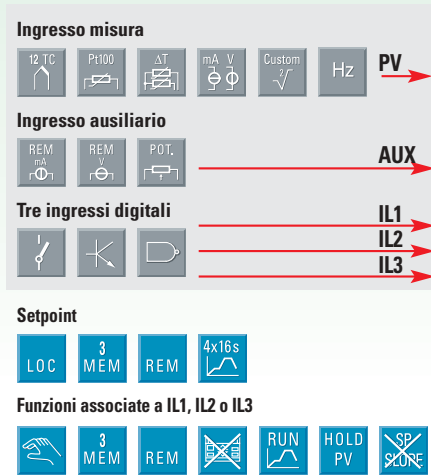 Ingresso misura
12 TC Pt100 ΔT mA V Custom Hz PV
Ingresso ausiliario
REM mA REM V POT. AUX
Tre ingressi digitali
IL1
IL2
IL3
Setpoint
LOC 3 MEM REM 4x16s
Funzioni associate a IL1, IL2 o IL3
3 MEM REM RUN HOLD PV SP SLOPE